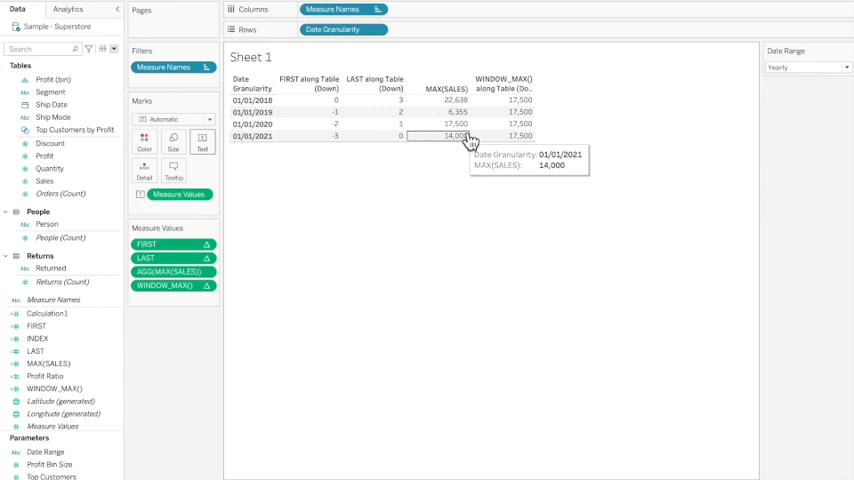 Data
Analytics
Sample - Superstore
Search
Tables
Profit (bin)
Abc Segment
Ship Date
Abc Ship Mode
Top Customers by Profit
Discount
Profit
Quantity
Sales
Orders (Count)
People
Abc Person
People (Count)
Returns
Abc Returned
Returns (Count)
Abc Measure Names
Calculation1
FIRST
INDEX
LAST
MAX(SALES)
Profit Ratio
WINDOW_MAX()
Latitude (generated)
Longitude (generated)
Measure Values
Parameters
Date Range
Profit Bin Size
Top Customers
Pages
Filters
Measure Names
Marks
Automatic
Color Size Text
Detail Tooltip
Measure Values
Measure Values
FIRST
LAST
AGG(MAX(SALES))
WINDOW_MAX()
Columns
Measure Names
Rows
Date Granularity
Sheet 1
Date Granularity
FIRST along Table (Down)
LAST along Table (Down)
MAX(SALES)
WINDOW_MAX() along Table (Do..
01/01/2018 0 3 22,638 17,500
01/01/2019 -1 2 6,355 17,500
01/01/2020 -2 1 17,500 17,500
01/01/2021 -3 0 14,000 17,500
Date Granularity: 01/01/2021
MAX(SALES): 14,000
Date Range
Yearly